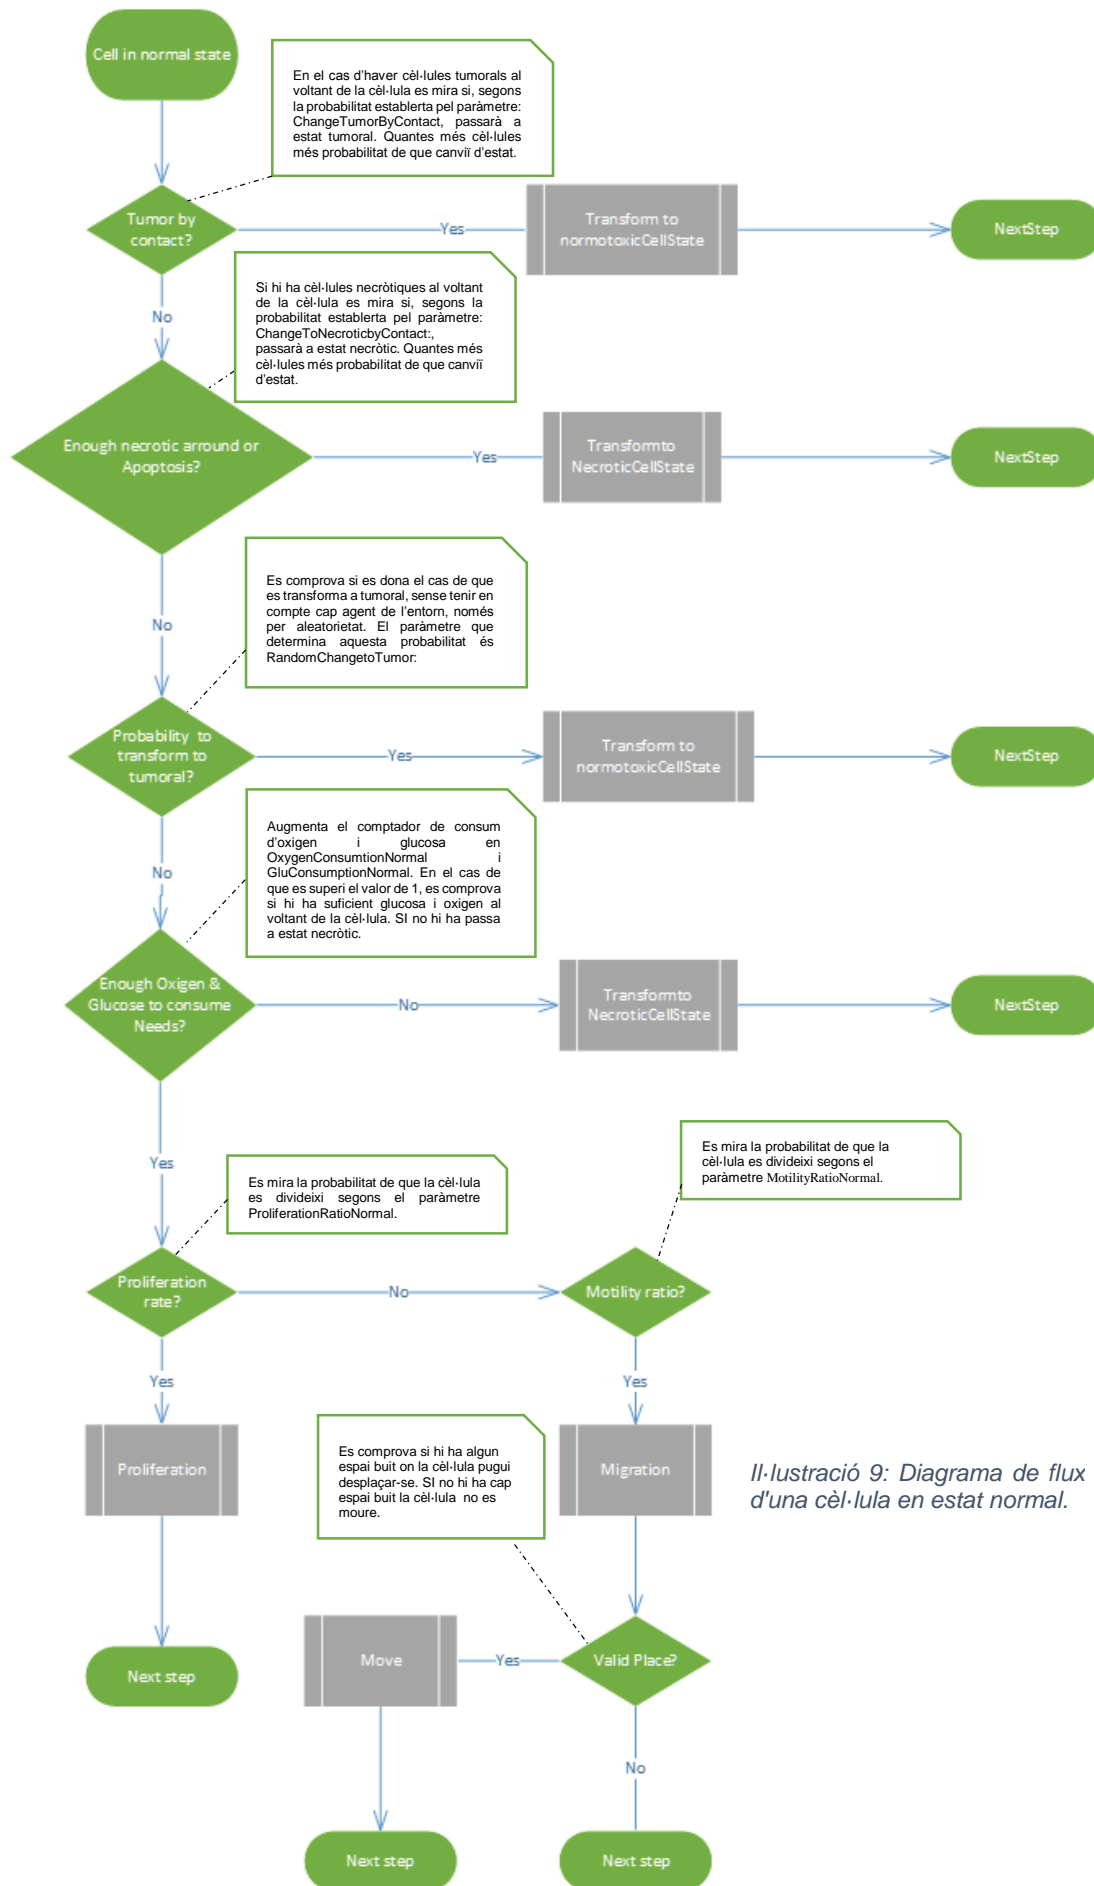 Cell in normal state
En el cas d'haver cèl·lules tumorals al
voltant de la cèl·lula es mira si, segons
la probabilitat establerta pel paràmetre:
ChangeTumorByContact, passarà a
estat tumoral. Quantes més cèl·lules
més probabilitat de que canviï d'estat.
Tumor by
contact?
Yes
Transform to
normotoxicCellState
NextStep
No
Si hi ha cèl·lules necròtiques al voltant
de la cèl·lula es mira si, segons la
probabilitat establerta pel paràmetre:
ChangeToNecroticbyContact:,
passarà a estat necròtic. Quantes més
cèl·lules més probabilitat de que canviï
d'estat.
Enough necrotic arround or
Apoptosis?
Yes
Transformto
NecroticCellState
NextStep
No
Es comprova si es dona el cas de que
es transforma a tumoral, sense tenir en
compte cap agent de l'entorn, només
per aleatorietat. El paràmetre que
determina aquesta probabilitat és
RandomChangetoTumor:
Probability to
transform to
tumoral?
Yes
Transform to
normotoxicCellState
NextStep
No
Augmenta el comptador de consum
d'oxigen i glucosa en
OxygenConsumtionNormal i
GluConsumptionNormal. En el cas de
que es superi el valor de 1, es comprova
si hi ha suficient glucosa i oxigen al
voltant de la cèl·lula. SI no hi ha passa
a estat necròtic.
Enough Oxigen &
Glucose to consume
Needs?
No
Transformto
NecroticCellState
NextStep
Yes
Es mira la probabilitat de que la cèl·lula
es divideixi segons el paràmetre
ProliferationRatioNormal.
Es mira la probabilitat de que la
cèl·lula es divideixi segons el
paràmetre MotilityRatioNormal.
Proliferation
rate?
No
Motility ratio?
Yes
Yes
Proliferation
Es comprova si hi ha algun
espai buit on la cèl·lula pugui
desplaçar-se. SI no hi ha cap
espai buit la cèl·lula no es
moure.
Migration
Il·lustració 9: Diagrama de flux
d'una cèl·lula en estat normal.
Next step
Move
Yes
Valid Place?
No
Next step
Next step